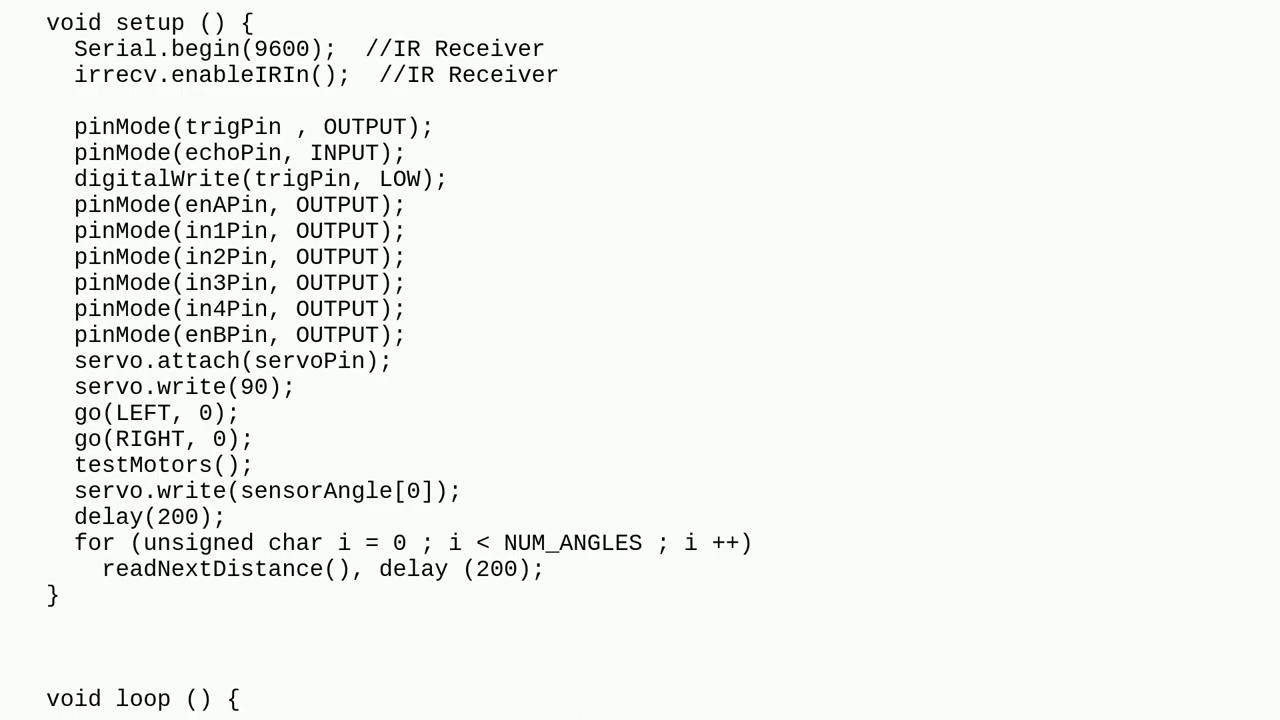 void setup () {
  Serial.begin(9600);  //IR Receiver
  irrecv.enableIRIn();  //IR Receiver

  pinMode(trigPin , OUTPUT);
  pinMode(echoPin, INPUT);
  digitalWrite(trigPin, LOW);
  pinMode(enAPin, OUTPUT);
  pinMode(in1Pin, OUTPUT);
  pinMode(in2Pin, OUTPUT);
  pinMode(in3Pin, OUTPUT);
  pinMode(in4Pin, OUTPUT);
  pinMode(enBPin, OUTPUT);
  servo.attach(servoPin);
  servo.write(90);
  go(LEFT, 0);
  go(RIGHT, 0);
  testMotors();
  servo.write(sensorAngle[0]);
  delay(200);
  for (unsigned char i = 0 ; i < NUM_ANGLES ; i ++)
    readNextDistance(), delay (200);
}

void loop () {